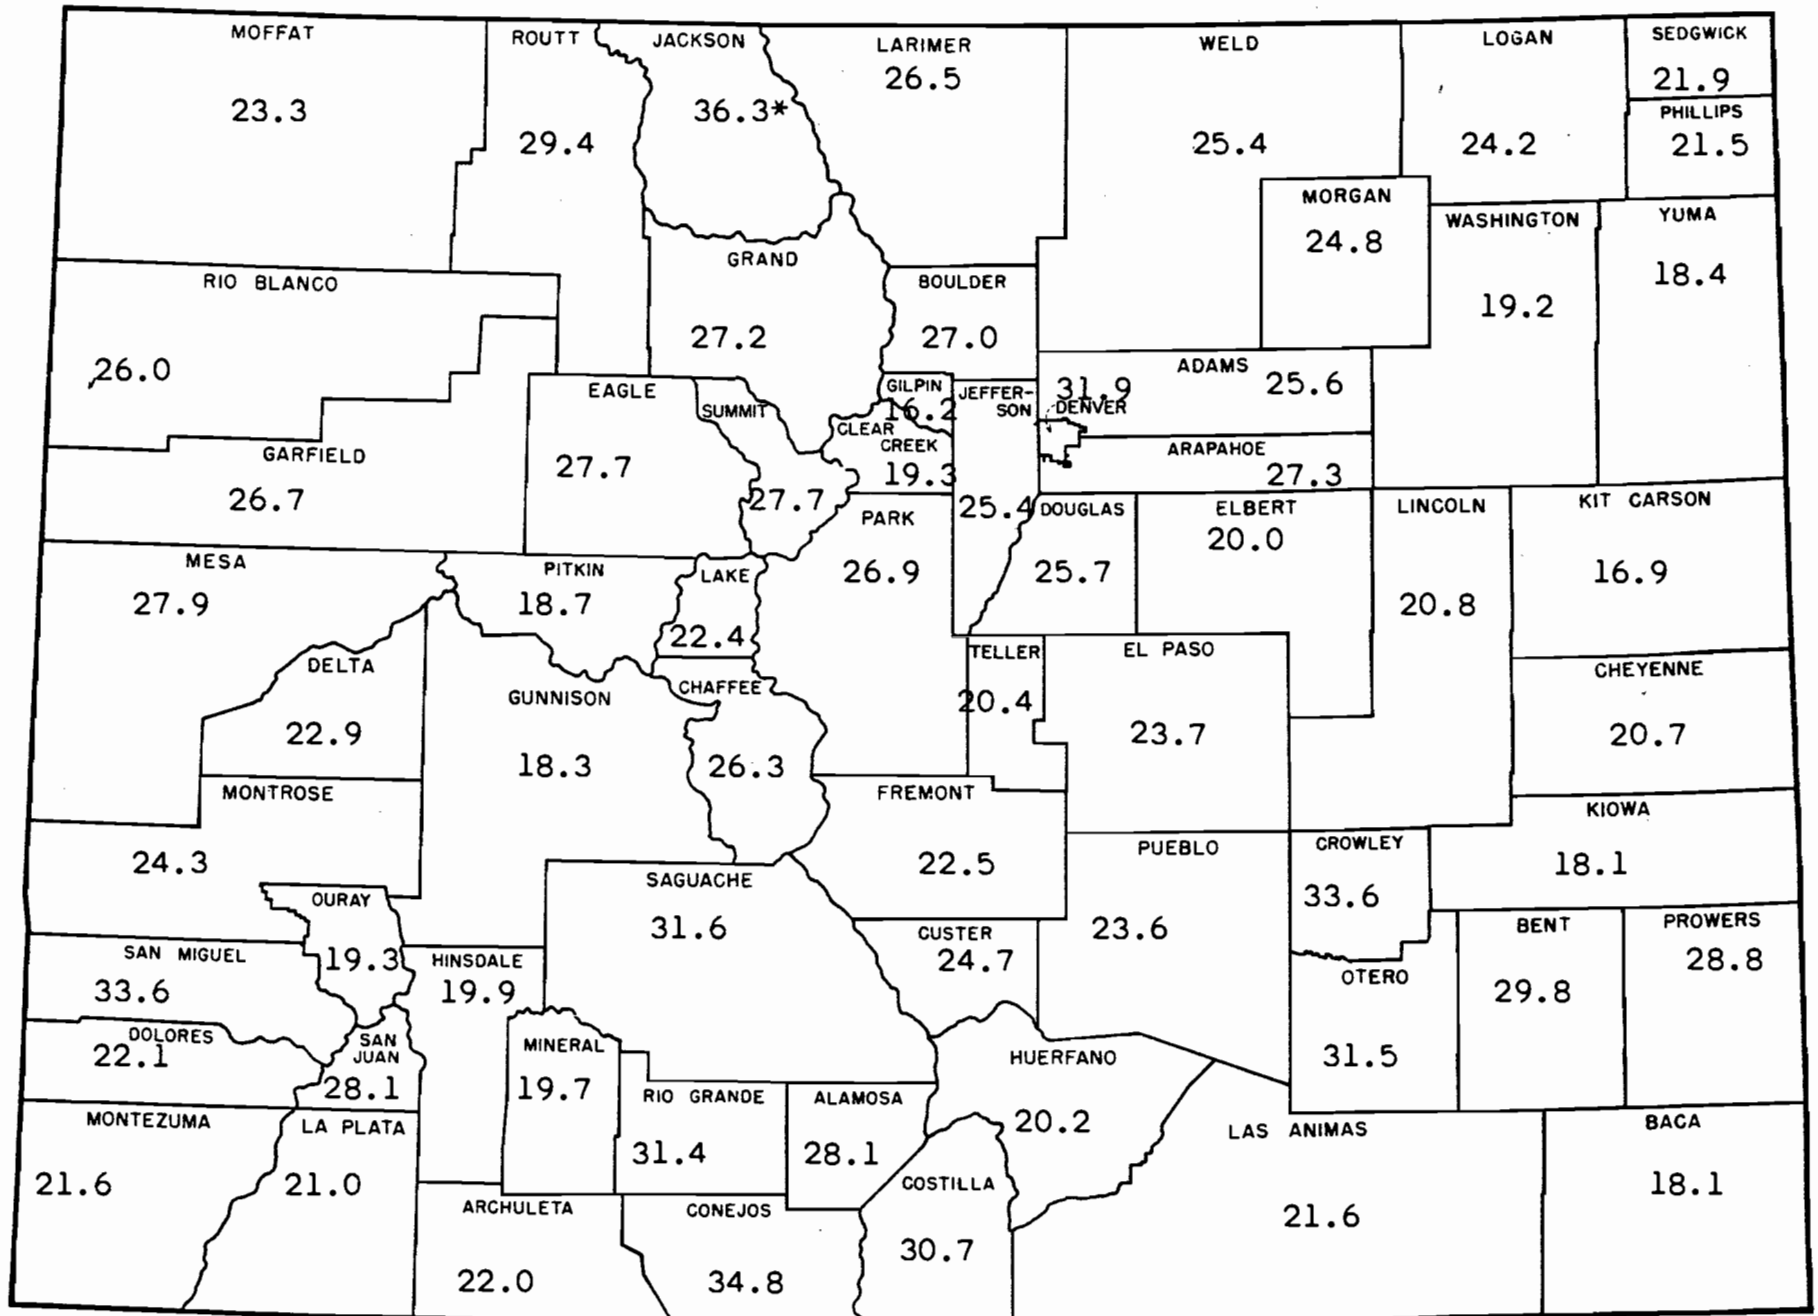 MOFFAT
23.3
ROUTT
29.4
JACKSON
36.3*
LARIMER
26.5
WELD
25.4
LOGAN
24.2
SEDGWICK
21.9
PHILLIPS
21.5
MORGAN
24.8
WASHINGTON
19.2
YUMA
18.4
RIO BLANCO
26.0
GRAND
27.2
BOULDER
27.0
GILPIN
16.2
JEFFER-
SON
25.4
31.9
DENVER
ADAMS
25.6
ARAPAHOE
27.3
GARFIELD
26.7
EAGLE
27.7
SUMMIT
27.7
CLEAR
CREEK
19.3
PARK
26.9
DOUGLAS
25.7
ELBERT
20.0
LINCOLN
20.8
KIT CARSON
16.9
MESA
27.9
PITKIN
18.7
LAKE
22.4
DELTA
22.9
GUNNISON
18.3
CHAFFEE
26.3
TELLER
20.4
EL PASO
23.7
CHEYENNE
20.7
MONTROSE
24.3
FREMONT
22.5
PUEBLO
23.6
CROWLEY
33.6
KIOWA
18.1
OURAY
19.3
SAGUACHE
31.6
CUSTER
24.7
OTERO
31.5
BENT
29.8
PROWERS
28.8
SAN MIGUEL
33.6
HINSDALE
19.9
DOLORES
22.1
SAN
JUAN
28.1
MINERAL
19.7
RIO GRANDE
31.4
ALAMOSA
28.1
HUERFANO
20.2
LAS ANIMAS
21.6
BACA
18.1
MONTEZUMA
21.6
LA PLATA
21.0
ARCHULETA
22.0
CONEJOS
34.8
COSTILLA
30.7